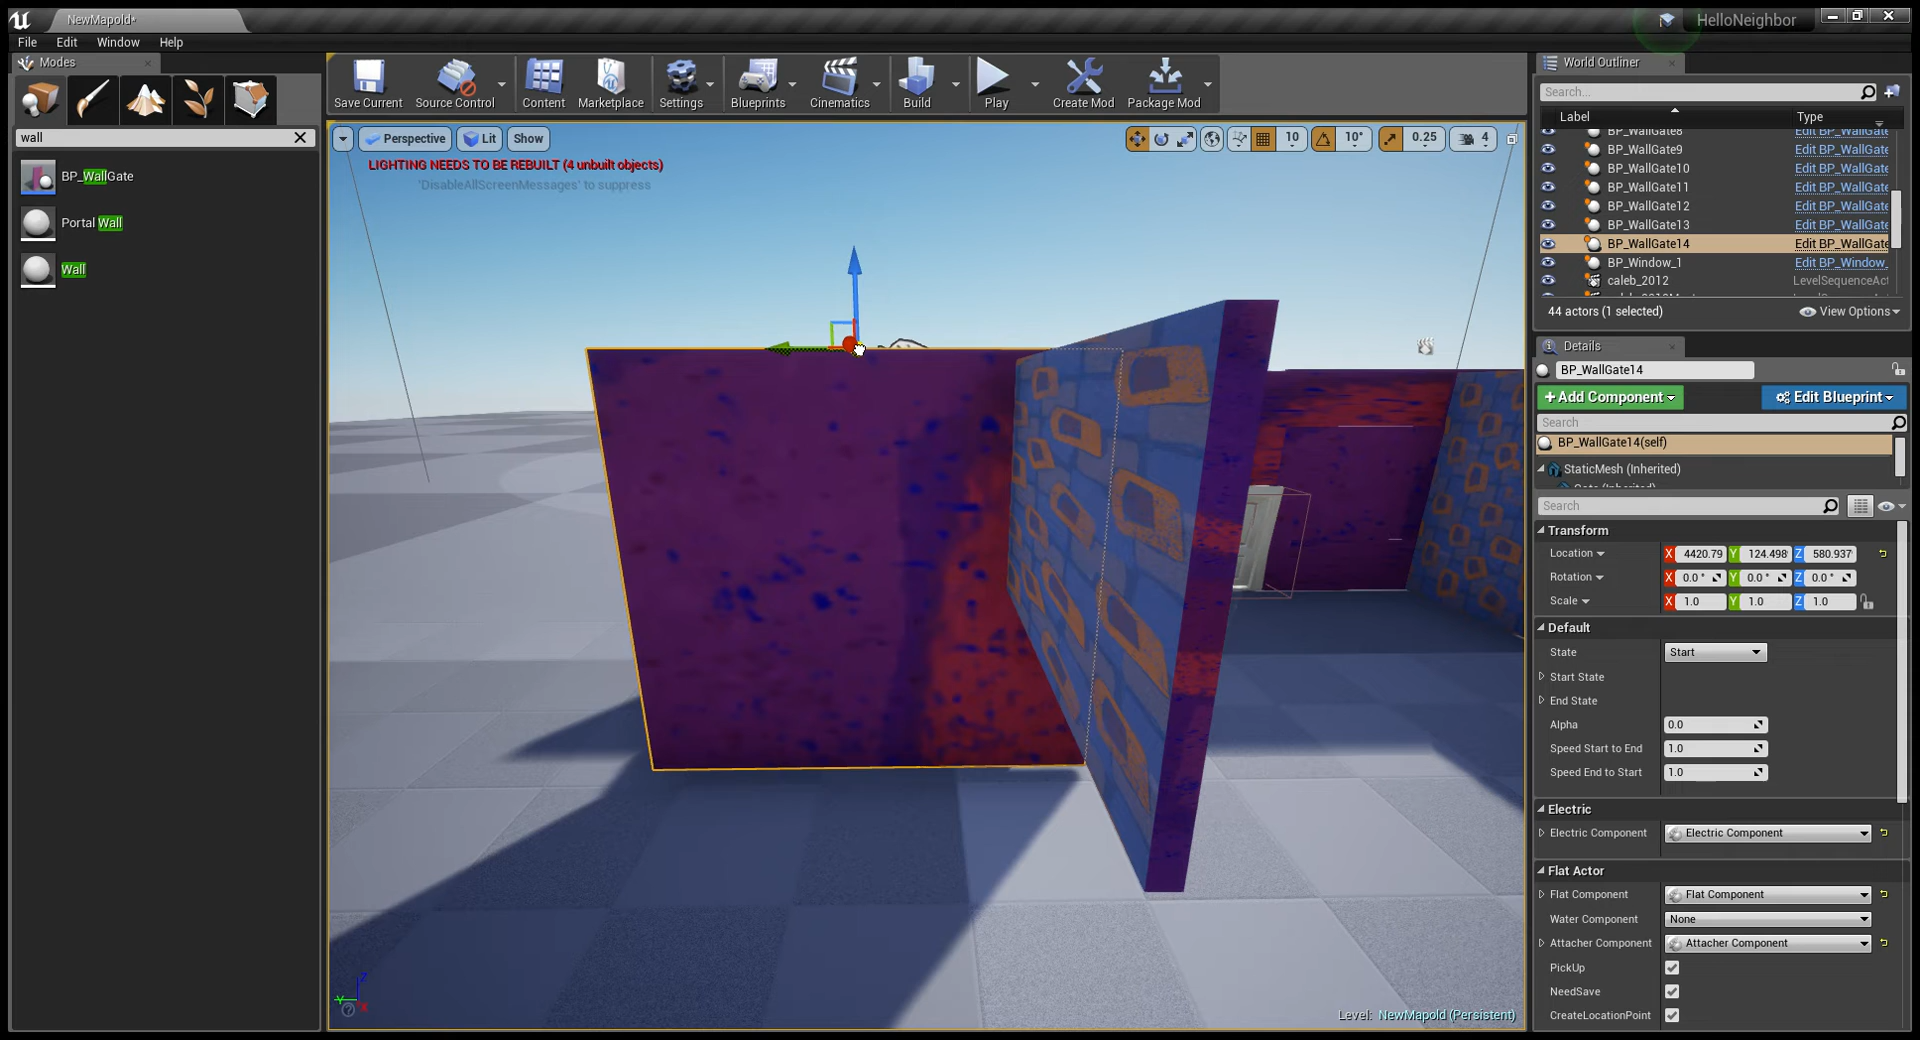 NewMapold*
HelloNeighbor
File Edit Window Help
Modes
World Outliner
Save Current
Source Control
Content
Marketplace
Settings
Blueprints
Cinematics
Build
Play
Create Mod
Package Mod
Search...
Label Type
wall
BP_WallGate
Portal Wall
Wall
Perspective
Lit
Show
10
10°
0.25
4
LIGHTING NEEDS TO BE REBUILT (4 unbuilt objects)
'DisableAllScreenMessages' to suppress
BP_WallGate8 Edit BP_WallGate
BP_WallGate9 Edit BP_WallGate
BP_WallGate10 Edit BP_WallGate
BP_WallGate11 Edit BP_WallGate
BP_WallGate12 Edit BP_WallGate
BP_WallGate13 Edit BP_WallGate
BP_WallGate14 Edit BP_WallGate
BP_Window_1 Edit BP_Window_
caleb_2012 LevelSequenceAct
44 actors (1 selected) View Options
Details
BP_WallGate14
+Add Component
Edit Blueprint
Search
BP_WallGate14(self)
StaticMesh (Inherited)
Search
Transform
Location X 4420.79 Y 124.498 Z 580.937
Rotation X 0.0° Y 0.0° Z 0.0°
Scale X 1.0 Y 1.0 Z 1.0
Default
State Start
Start State
End State
Alpha 0.0
Speed Start to End 1.0
Speed End to Start 1.0
Electric
Electric Component Electric Component
Flat Actor
Flat Component Flat Component
Water Component None
Attacher Component Attacher Component
PickUp
NeedSave
CreateLocationPoint
Z
Y
X
Level: NewMapold (Persistent)